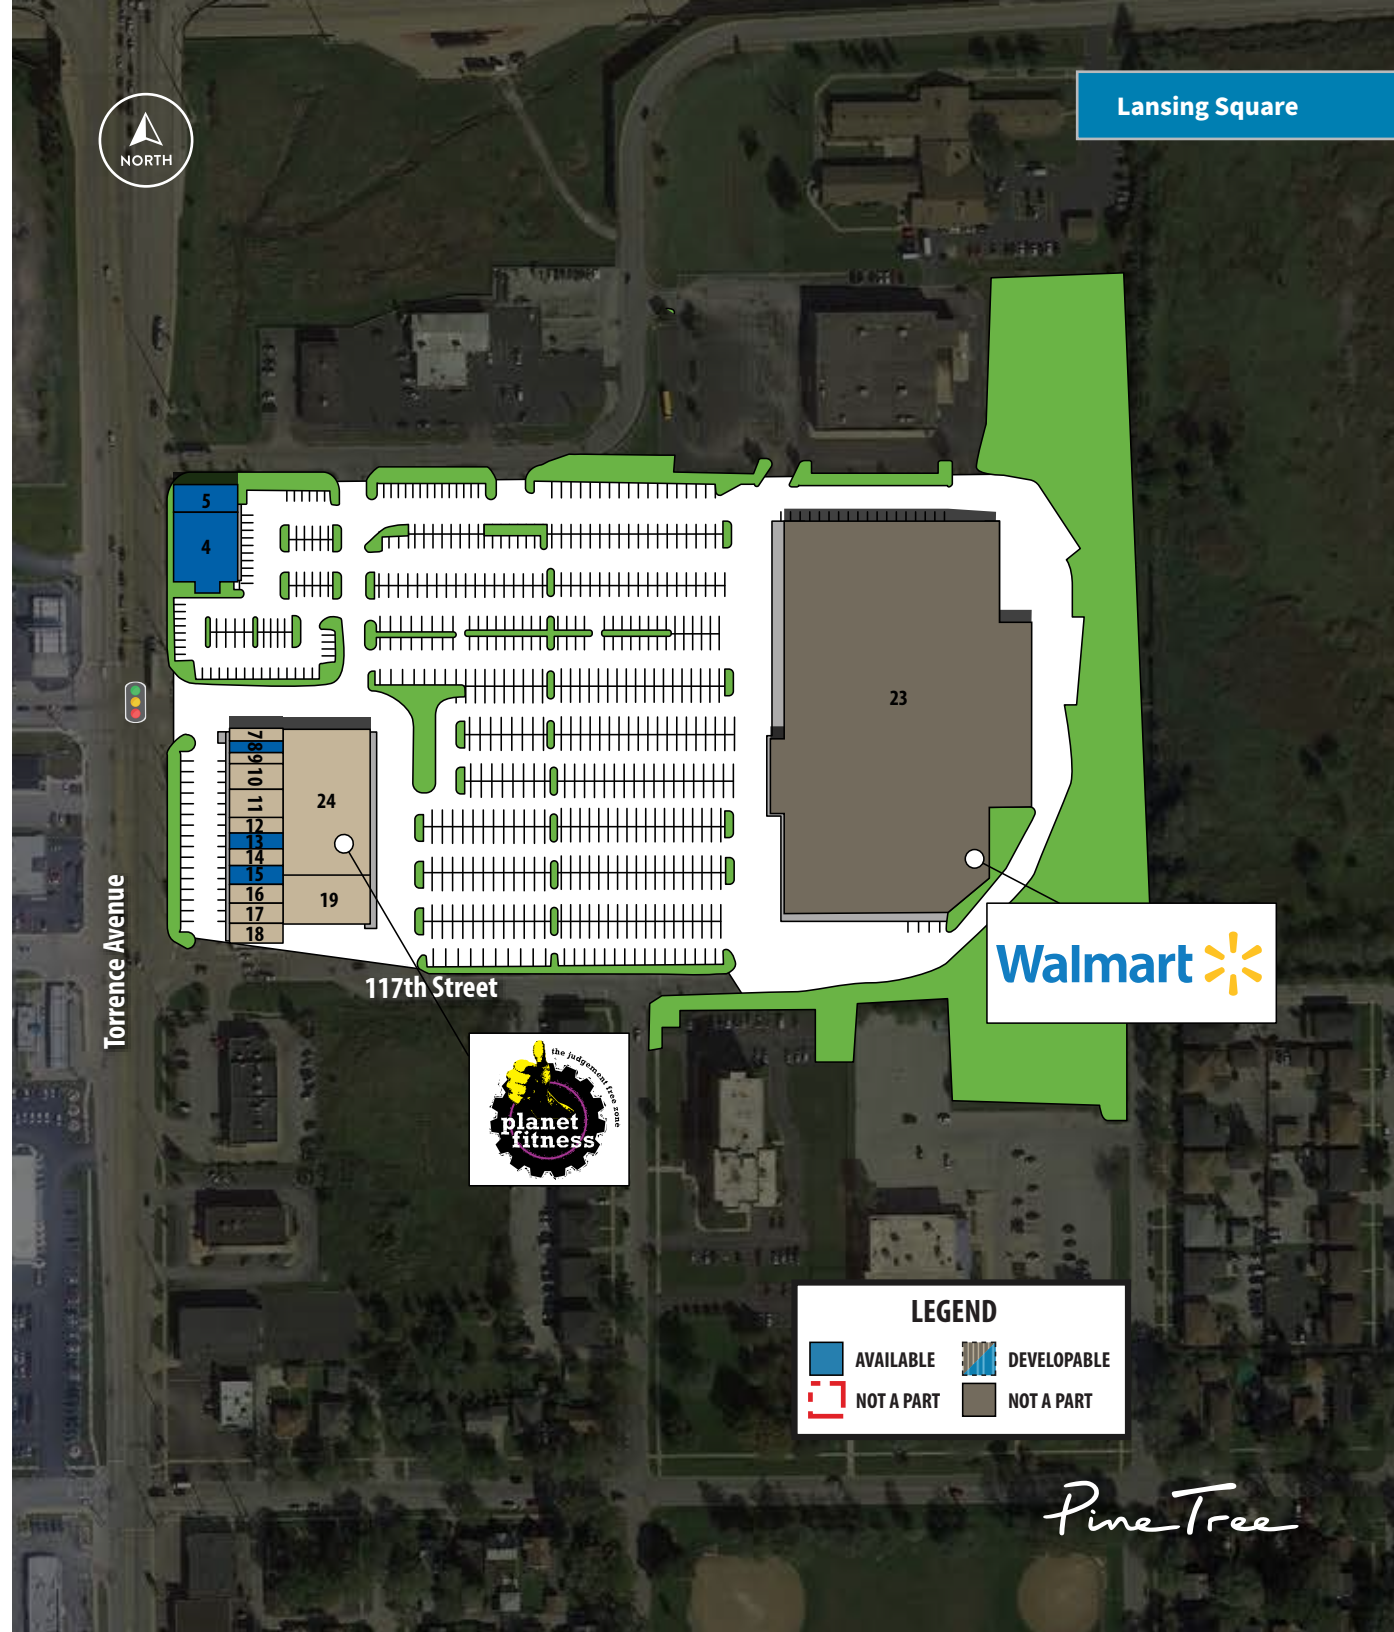 Lansing Square
NORTH
5
4
23
7
8
9
10
11
12
13
14
15
16
17
18
24
19
Torrence Avenue
117th Street
Walmart
the judgement free zone
planet
fitness
LEGEND
AVAILABLE
DEVELOPABLE
NOT A PART
NOT A PART
Pine Tree